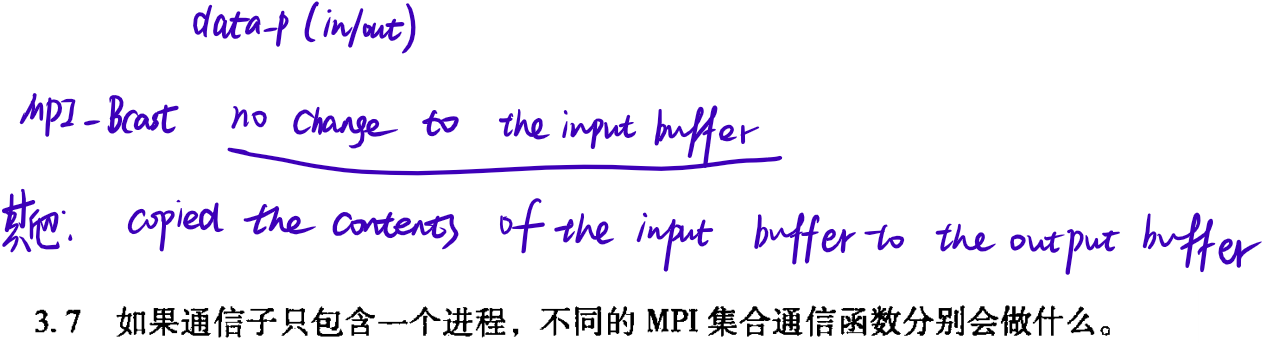 data_p (in/out)
MPI_Bcast no change to the input buffer
其他: copied the contents of the input buffer to the output buffer
3.7 如果通信子只包含一个进程，不同的 MPI 集合通信函数分别会做什么。